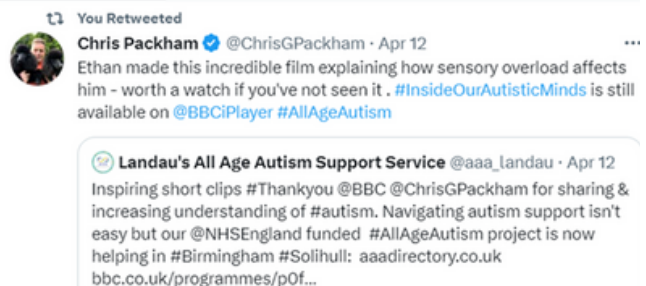 You Retweeted
Chris Packham @ChrisGPackham · Apr 12
Ethan made this incredible film explaining how sensory overload affects
him - worth a watch if you've not seen it . #InsideOurAutisticMinds is still
available on @BBCiPlayer #AllAgeAutism
Landau's All Age Autism Support Service @aaa_landau · Apr 12
Inspiring short clips #Thankyou @BBC @ChrisGPackham for sharing &
increasing understanding of #autism. Navigating autism support isn't
easy but our @NHSEngland funded #AllAgeAutism project is now
helping in #Birmingham #Solihull: aaadirectory.co.uk
bbc.co.uk/programmes/p0f...